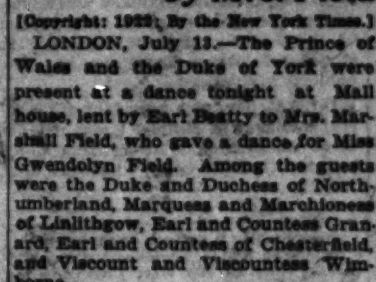 [Copyright: 1922: By the New York Times.]
LONDON, July 13.—The Prince of
Wales and the Duke of York were
present at a dance tonight at Mall
house, lent by Earl Beatty to Mrs. Mar-
shall Field, who gave a dance for Miss
Gwendolyn Field. Among the guests
were the Duke and Duchess of North-
umberland, Marquess and Marchioness
of Linlithgow, Earl and Countess Gran-
ard, Earl and Countess of Chesterfield,
and Viscount and Viscountess Wim-
borne.